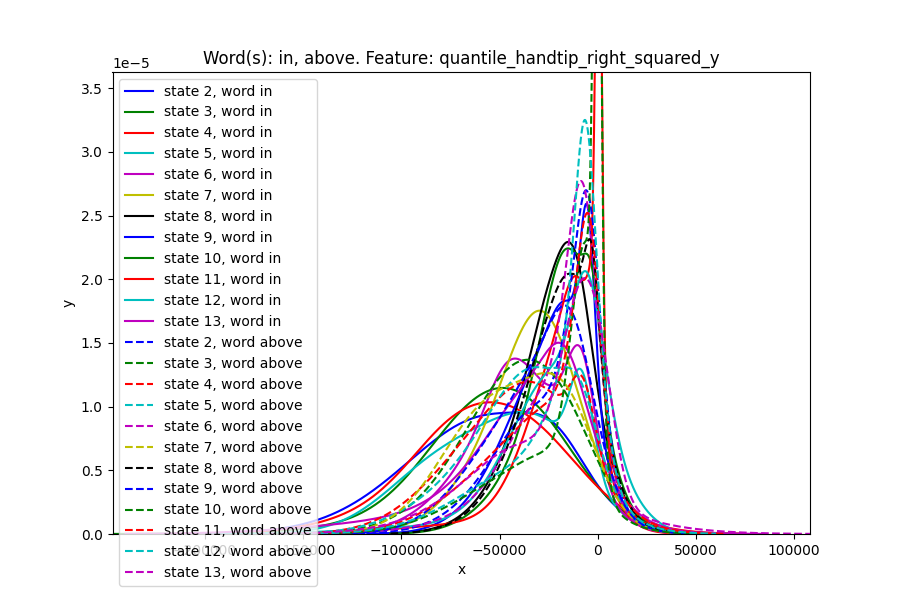 Word(s): in, above. Feature: quantile_handtip_right_squared_y
1e−5
3.5
3.0
2.5
2.0
1.5
1.0
0.5
0.0
y
state 2, word in
state 3, word in
state 4, word in
state 5, word in
state 6, word in
state 7, word in
state 8, word in
state 9, word in
state 10, word in
state 11, word in
state 12, word in
state 13, word in
state 2, word above
state 3, word above
state 4, word above
state 5, word above
state 6, word above
state 7, word above
state 8, word above
state 9, word above
state 10, word above
state 11, word above
state 12, word above
state 13, word above
−100000 −50000 0 50000 100000
x